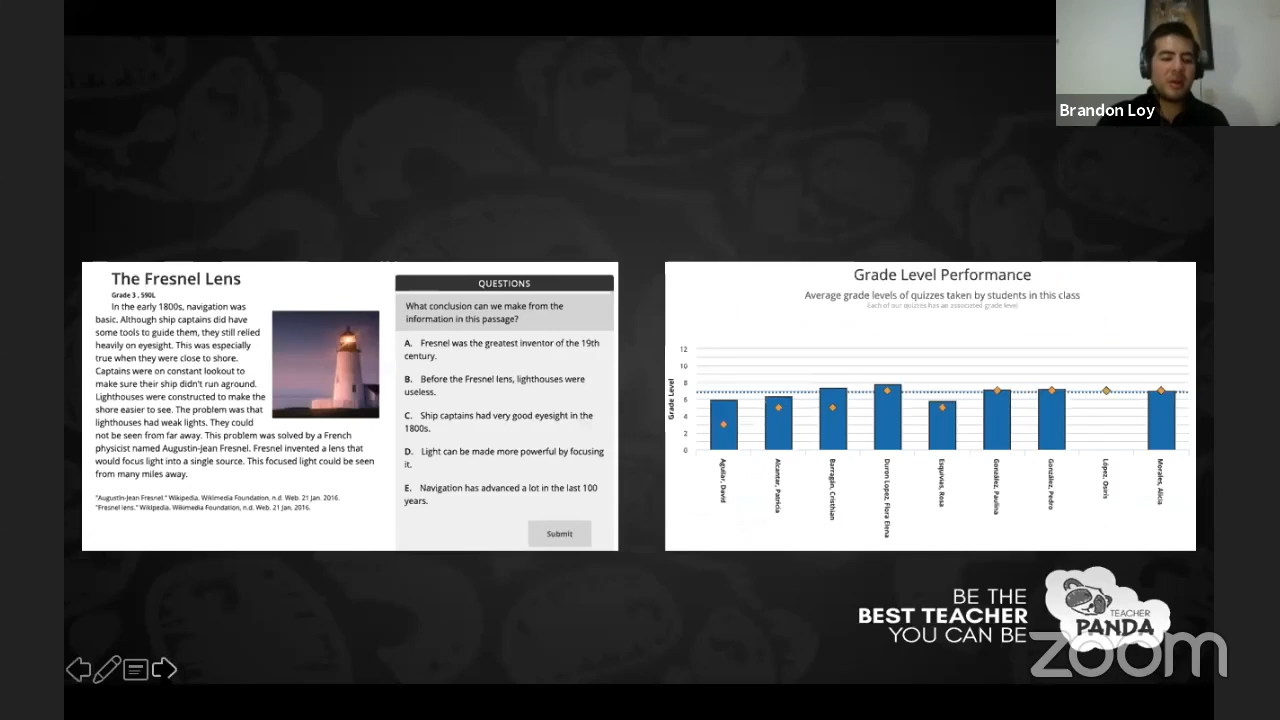 Brandon Loy
The Fresnel Lens
Grade 3 , 590L
In the early 1800s, navigation was
basic. Although ship captains did have
some tools to guide them, they still relied
heavily on eyesight. This was especially
true when they were close to shore.
Captains were on constant lookout to
make sure their ship didn't run aground.
Lighthouses were constructed to make the
shore easier to see. The problem was that
lighthouses had weak lights. They could
not be seen from far away. This problem was solved by a French
physicist named Augustin-Jean Fresnel. Fresnel invented a lens that
would focus light into a single source. This focused light could be seen
from many miles away.
"Augustin-Jean Fresnel." Wikipedia. Wikimedia Foundation, n.d. Web. 21 Jan. 2016.
"Fresnel lens." Wikipedia. Wikimedia Foundation, n.d. Web. 21 Jan. 2016.
QUESTIONS
What conclusion can we make from the
information in this passage?
A. Fresnel was the greatest inventor of the 19th
century.
B. Before the Fresnel lens, lighthouses were
useless.
C. Ship captains had very good eyesight in the
1800s.
D. Light can be made more powerful by focusing
it.
E. Navigation has advanced a lot in the last 100
years.
Submit
Grade Level Performance
Average grade levels of quizzes taken by students in this class
Each of our quizzes has an associated grade level
Grade Level
12
10
8
6
4
2
0
Aguilar, David
Alcantar, Patricia
Barragán, Cristhian
Duron Lopez, Flora Elena
Esquivias, Rosa
González, Paulina
González, Pedro
López, Osiris
Morales, Alicia
BE THE
BEST TEACHER
YOU CAN BE
TEACHER
PANDA
zoom